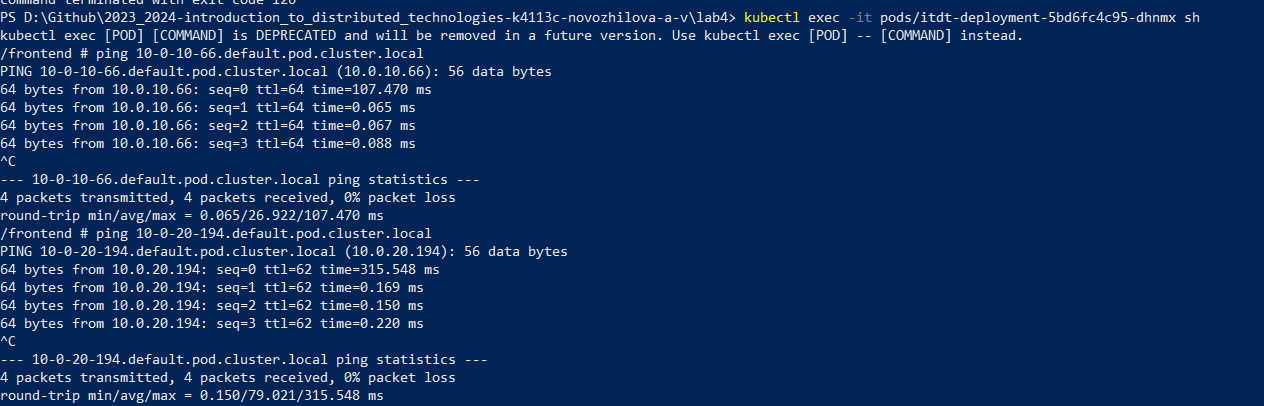 command terminated with exit code 126
PS D:\Github\2023_2024-introduction_to_distributed_technologies-k4113c-novozhilova-a-v\lab4> kubectl exec -it pods/itdt-deployment-5bd6fc4c95-dhnmx sh
kubectl exec [POD] [COMMAND] is DEPRECATED and will be removed in a future version. Use kubectl exec [POD] -- [COMMAND] instead.
/frontend # ping 10-0-10-66.default.pod.cluster.local
PING 10-0-10-66.default.pod.cluster.local (10.0.10.66): 56 data bytes
64 bytes from 10.0.10.66: seq=0 ttl=64 time=107.470 ms
64 bytes from 10.0.10.66: seq=1 ttl=64 time=0.065 ms
64 bytes from 10.0.10.66: seq=2 ttl=64 time=0.067 ms
64 bytes from 10.0.10.66: seq=3 ttl=64 time=0.088 ms
^C
--- 10-0-10-66.default.pod.cluster.local ping statistics ---
4 packets transmitted, 4 packets received, 0% packet loss
round-trip min/avg/max = 0.065/26.922/107.470 ms
/frontend # ping 10-0-20-194.default.pod.cluster.local
PING 10-0-20-194.default.pod.cluster.local (10.0.20.194): 56 data bytes
64 bytes from 10.0.20.194: seq=0 ttl=62 time=315.548 ms
64 bytes from 10.0.20.194: seq=1 ttl=62 time=0.169 ms
64 bytes from 10.0.20.194: seq=2 ttl=62 time=0.150 ms
64 bytes from 10.0.20.194: seq=3 ttl=62 time=0.220 ms
^C
--- 10-0-20-194.default.pod.cluster.local ping statistics ---
4 packets transmitted, 4 packets received, 0% packet loss
round-trip min/avg/max = 0.150/79.021/315.548 ms